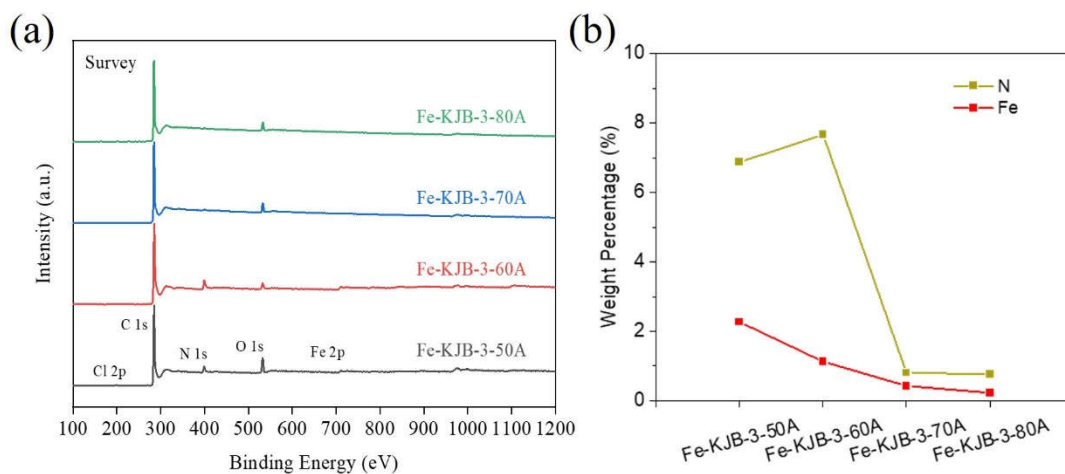 (a)
Survey
Fe-KJB-3-80A
Fe-KJB-3-70A
Fe-KJB-3-60A
Fe-KJB-3-50A
C 1s
Cl 2p
N 1s
O 1s
Fe 2p
Intensity (a.u.)
100 200 300 400 500 600 700 800 900 1000 1100 1200
Binding Energy (eV)
(b)
N
Fe
Weight Percentage (%)
10
8
6
4
2
0
Fe-KJB-3-50A
Fe-KJB-3-60A
Fe-KJB-3-70A
Fe-KJB-3-80A